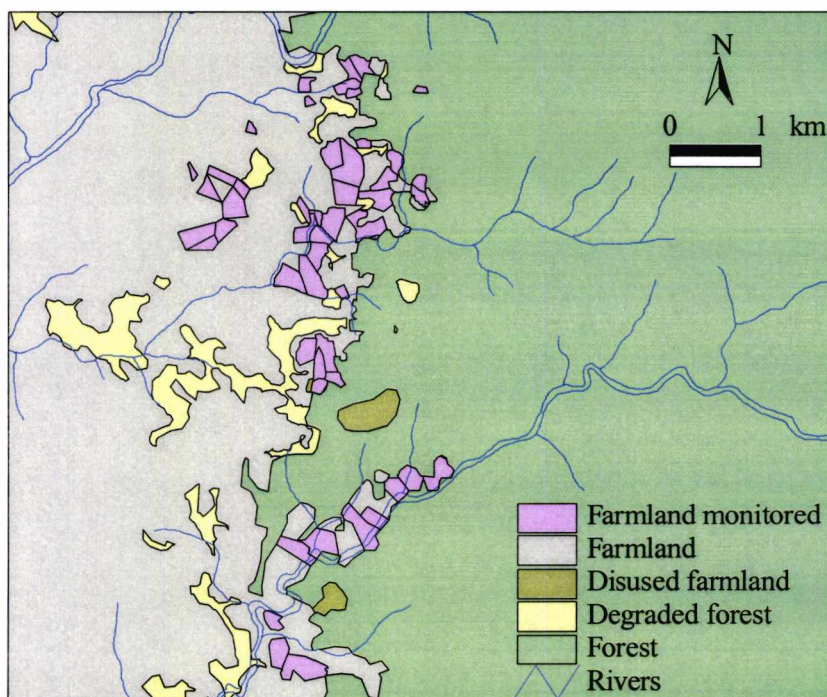 N
0 1 km
Farmland monitored
Farmland
Disused farmland
Degraded forest
Forest
Rivers